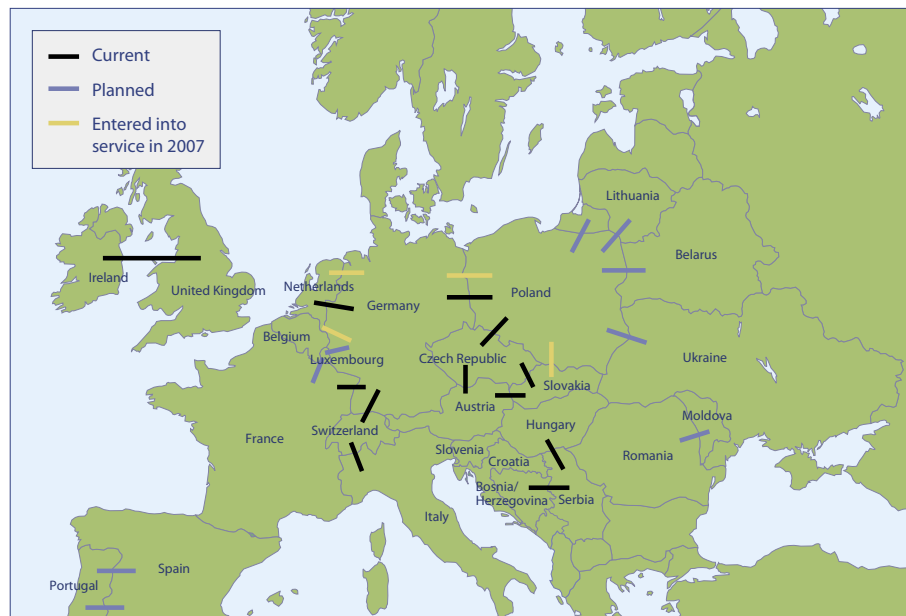 Current
Planned
Entered into
service in 2007
Lithuania
Belarus
Ireland
United Kingdom
Netherlands
Germany
Poland
Belgium
Luxembourg
Czech Republic
Ukraine
Slovakia
Austria
Moldova
France
Switzerland
Hungary
Slovenia
Croatia
Romania
Bosnia/
Herzegovina
Serbia
Italy
Portugal
Spain